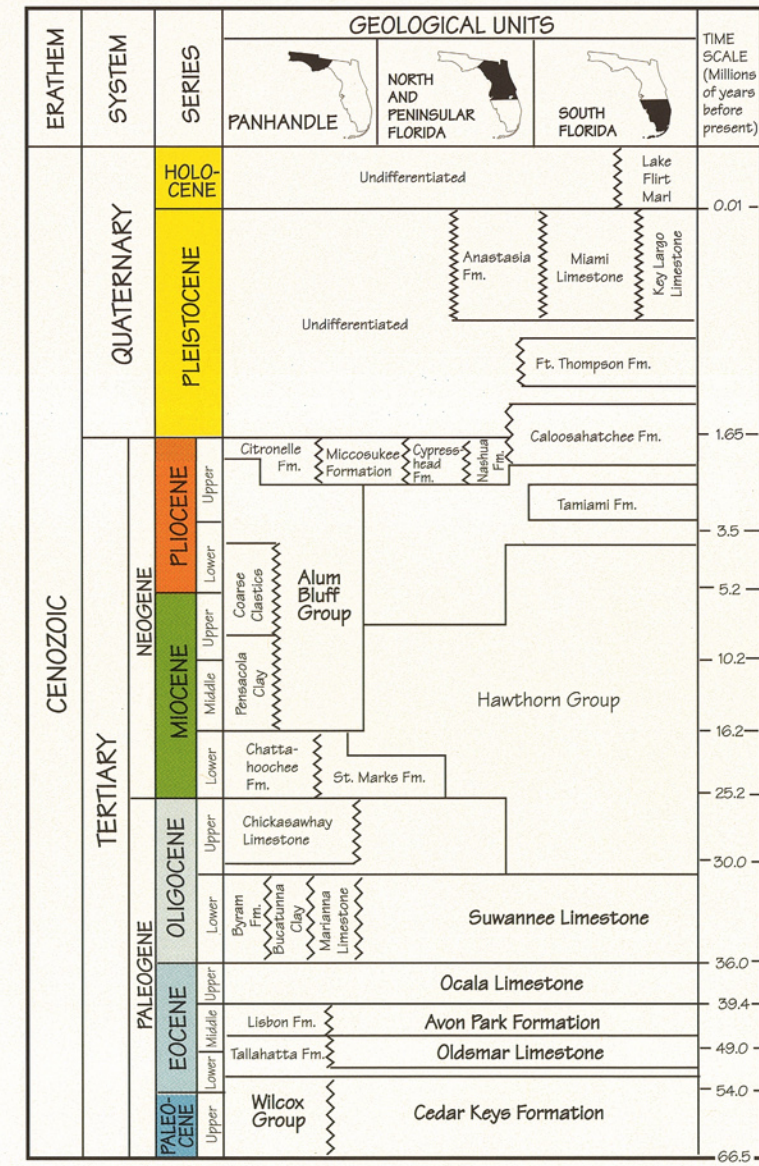 ERATHEM
SYSTEM
SERIES
GEOLOGICAL UNITS
PANHANDLE
NORTH
AND
PENINSULAR
FLORIDA
SOUTH
FLORIDA
TIME
SCALE
(Millions
of years
before
present)
CENOZOIC
QUATERNARY
HOLO-
CENE
Undifferentiated
Lake
Flirt
Marl
0.01
PLEISTOCENE
Undifferentiated
Anastasia
Fm.
Miami
Limestone
Key Largo
Limestone
Ft. Thompson Fm.
Caloosahatchee Fm.
1.65
TERTIARY
NEOGENE
PLIOCENE
Upper
Citronelle
Fm.
Miccosukee
Formation
Cypress-
head
Fm.
Nashua
Fm.
Tamiami Fm.
3.5
Lower
Coarse
Clastics
Alum
Bluff
Group
5.2
MIOCENE
Upper
10.2
Middle
Pensacola
Clay
Hawthorn Group
16.2
Lower
Chatta-
hoochee
Fm.
St. Marks Fm.
25.2
PALEOGENE
OLIGOCENE
Upper
Chickasawhay
Limestone
30.0
Lower
Byram
Fm.
Bucatunna
Clay
Marianna
Limestone
Suwannee Limestone
36.0
EOCENE
Upper
Ocala Limestone
39.4
Middle
Lisbon Fm.
Avon Park Formation
49.0
Lower
Tallahatta Fm.
Oldsmar Limestone
54.0
PALEO-
CENE
Upper
Wilcox
Group
Cedar Keys Formation
66.5